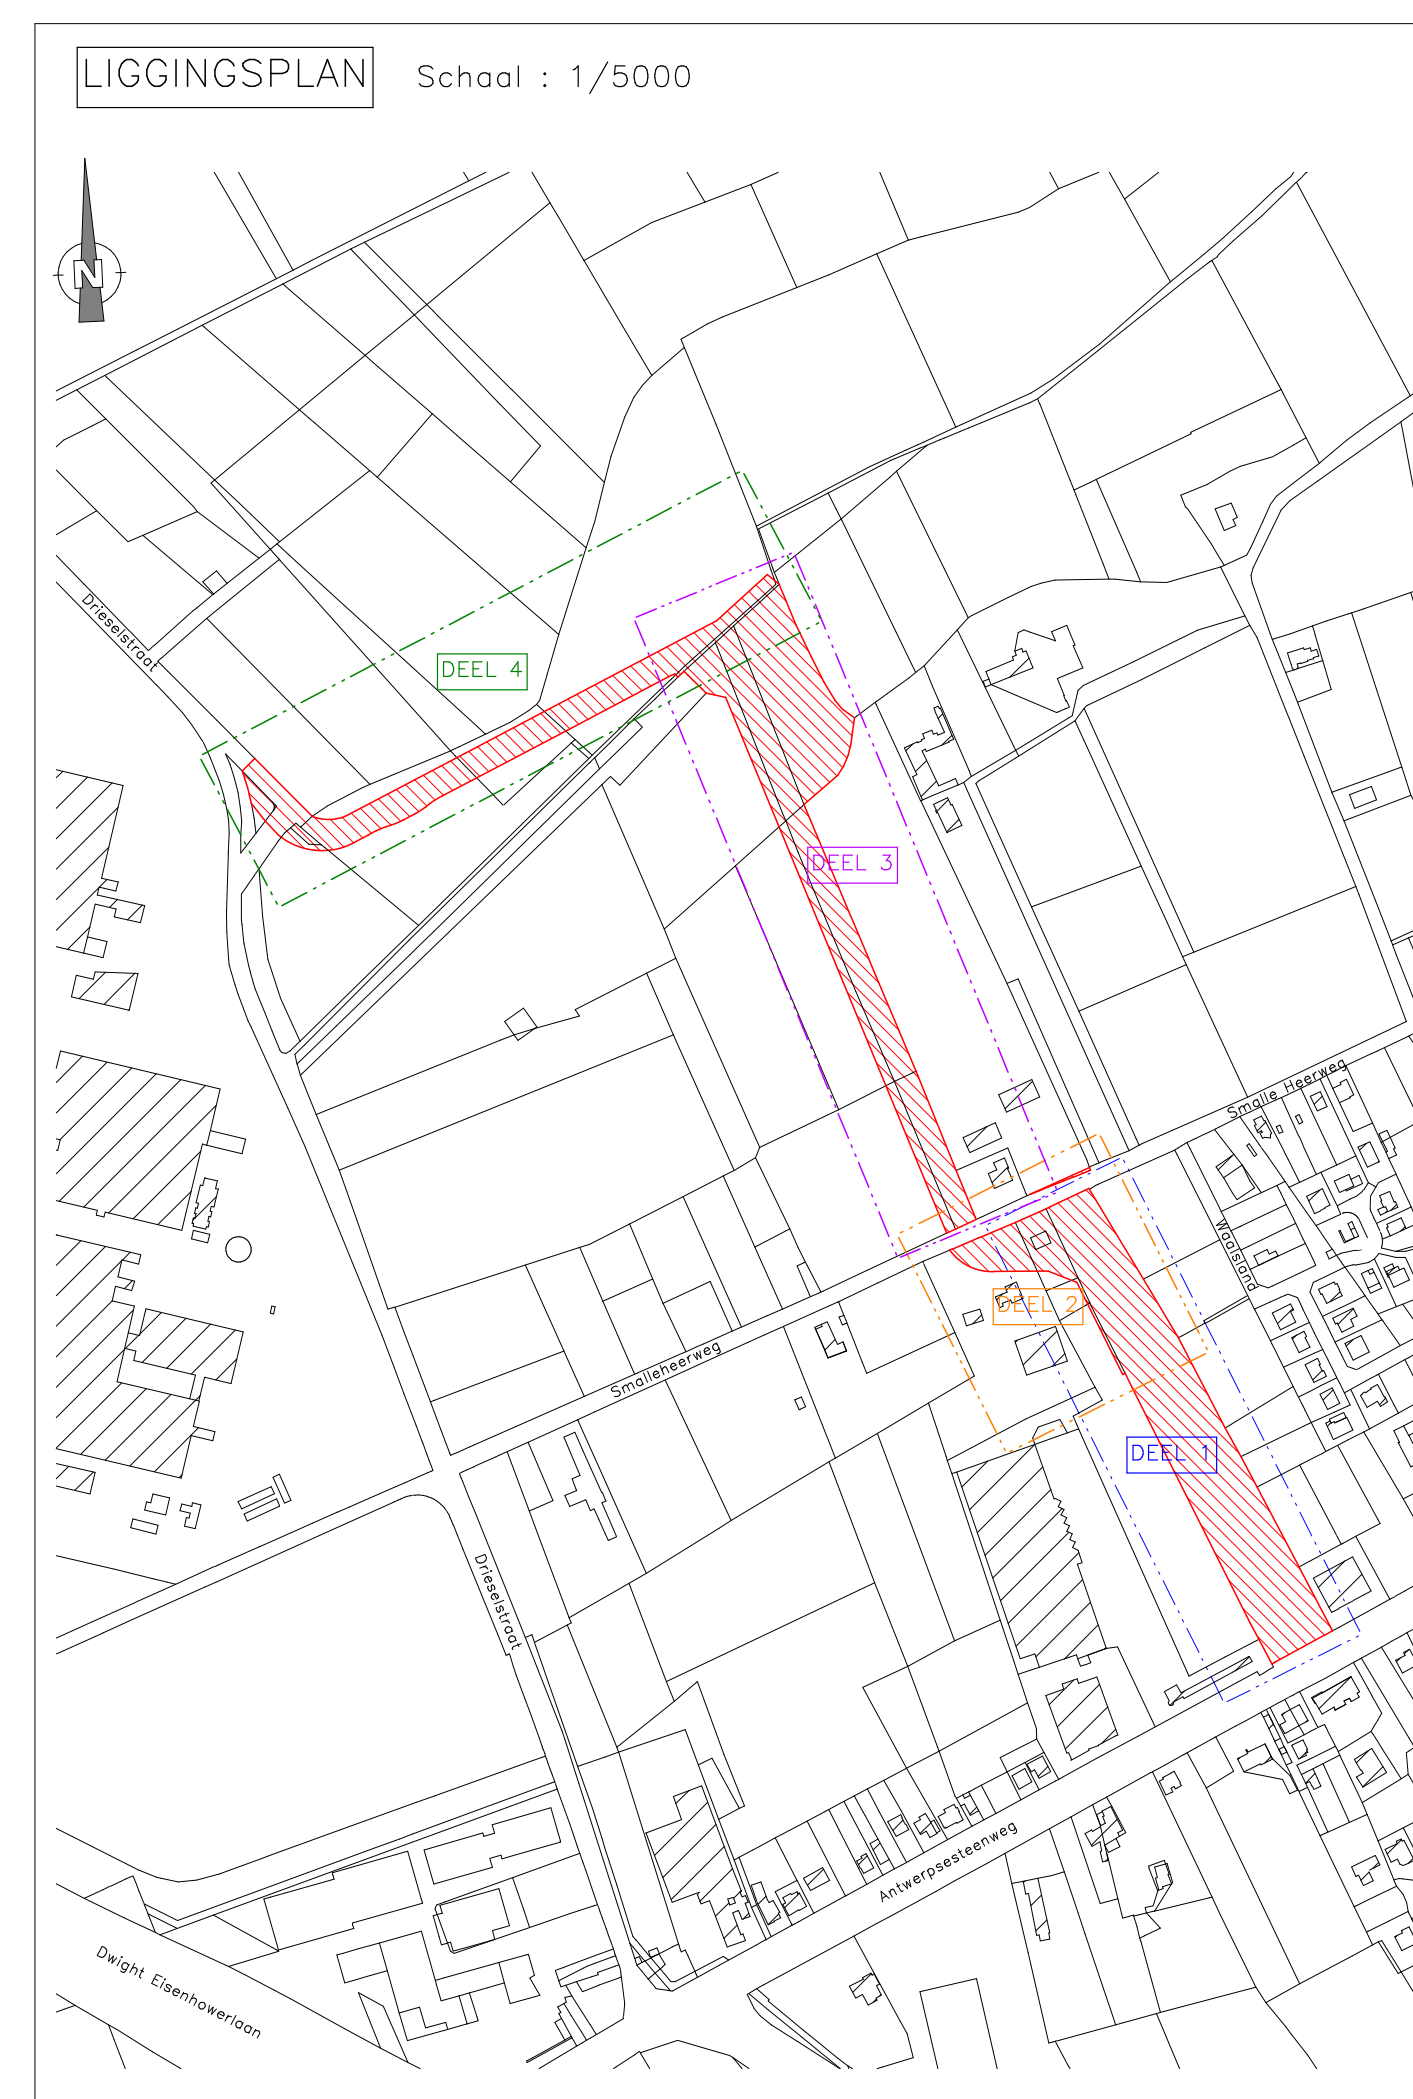 LIGGINGSPLAN Schaal : 1/5000
N
Drieselstraat
DEEL 4
DEEL 3
Smalle Heerweg
Waalsland
DEEL 2
Smalleheerweg
DEEL 1
Drieselstraat
Antwerpsesteenweg
Dwight Eisenhowerlaan